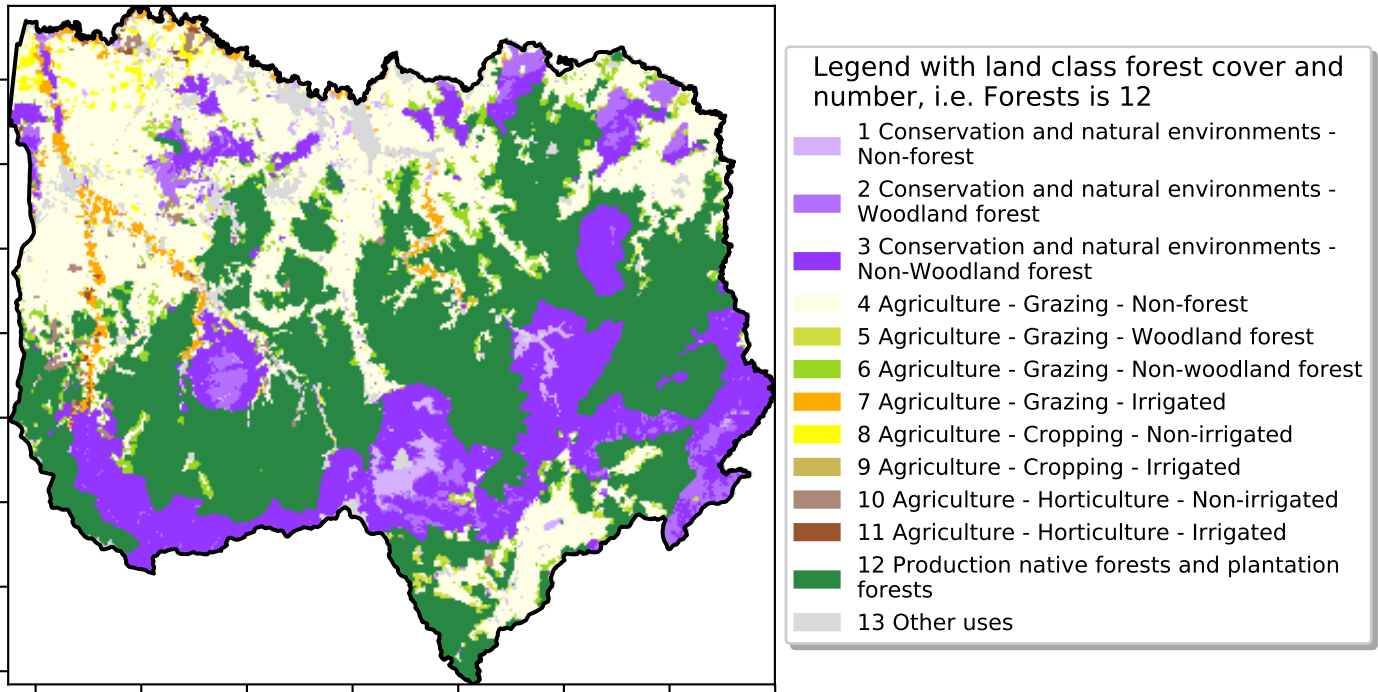 Legend with land class forest cover and
number, i.e. Forests is 12
1 Conservation and natural environments -
Non-forest
2 Conservation and natural environments -
Woodland forest
3 Conservation and natural environments -
Non-Woodland forest
4 Agriculture - Grazing - Non-forest
5 Agriculture - Grazing - Woodland forest
6 Agriculture - Grazing - Non-woodland forest
7 Agriculture - Grazing - Irrigated
8 Agriculture - Cropping - Non-irrigated
9 Agriculture - Cropping - Irrigated
10 Agriculture - Horticulture - Non-irrigated
11 Agriculture - Horticulture - Irrigated
12 Production native forests and plantation
forests
13 Other uses